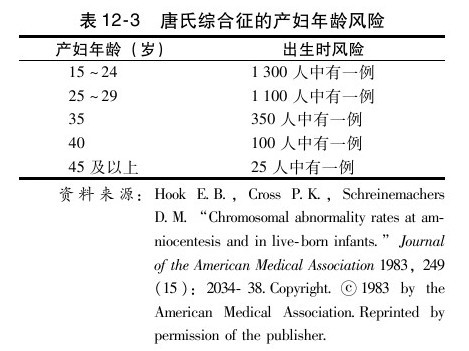 表 12-3 唐氏综合征的产妇年龄风险
产妇年龄（岁） 出生时风险
15～24 1 300 人中有一例
25～29 1 100 人中有一例
35 350 人中有一例
40 100 人中有一例
45 及以上 25 人中有一例
资料来源：Hook E. B. , Cross P. K. , Schreinemachers
D. M. “Chromosomal abnormality rates at am-
niocentesis and in live-born infants. ” Journal
of the American Medical Association 1983, 249
(15)： 2034- 38. Copyright. ⓒ 1983 by the
American Medical Association. Reprinted by
permission of the publisher.